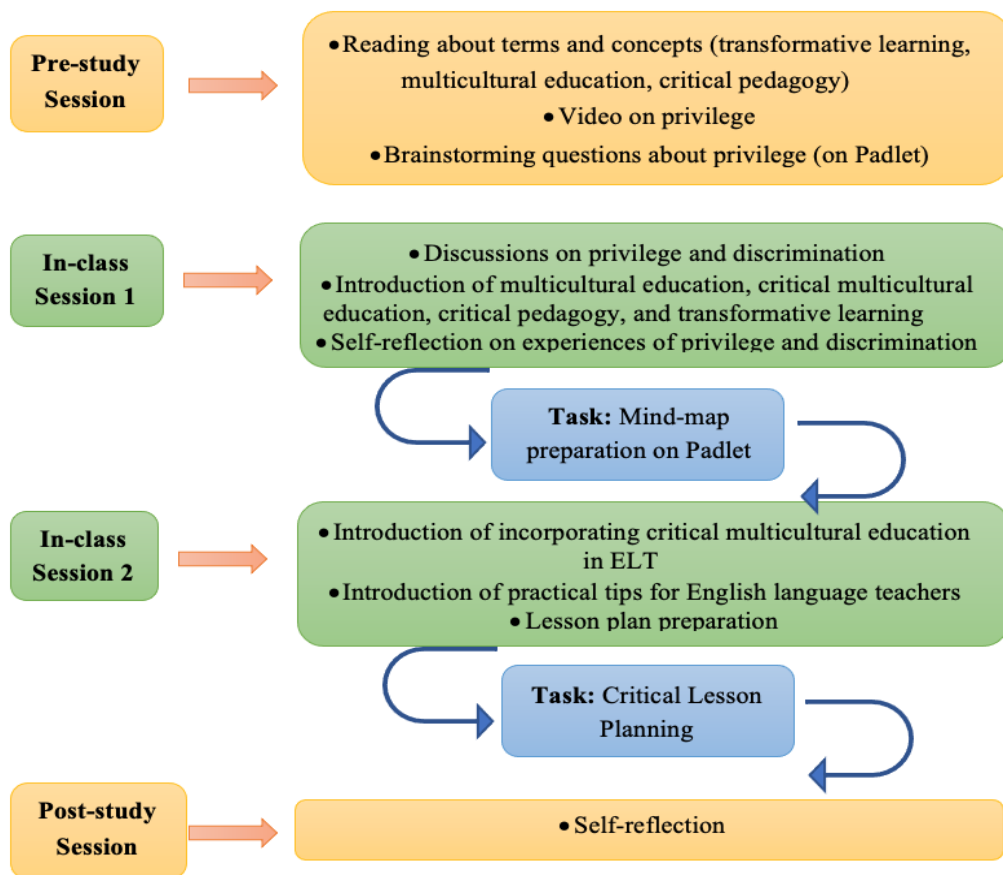 Pre-study
Session
• Reading about terms and concepts (transformative learning,
multicultural education, critical pedagogy)
• Video on privilege
• Brainstorming questions about privilege (on Padlet)
In-class
Session 1
• Discussions on privilege and discrimination
• Introduction of multicultural education, critical multicultural
education, critical pedagogy, and transformative learning
• Self-reflection on experiences of privilege and discrimination
Task: Mind-map
preparation on Padlet
In-class
Session 2
• Introduction of incorporating critical multicultural education
in ELT
• Introduction of practical tips for English language teachers
• Lesson plan preparation
Task: Critical Lesson
Planning
Post-study
Session
• Self-reflection